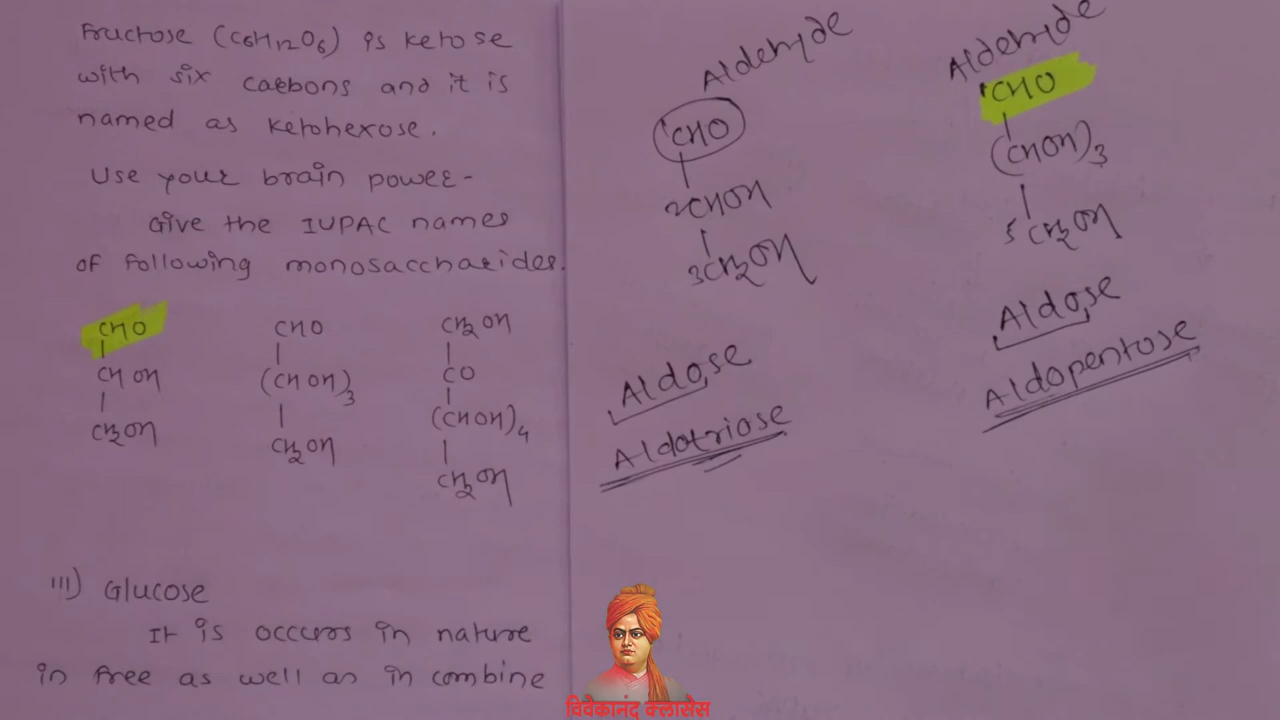 Fructose (C6H12O6) is ketose
with six carbons and it is
named as ketohexose.
Use your brain power-
Give the IUPAC names
of following monosaccharides.
CHO
CHOH
CH2OH
CHO
(CHOH)3
CH2OH
CH2OH
CO
(CHOH)4
CH2OH
III) Glucose
It is occurs in nature
in free as well as in combine
Aldehyde
1CHO
2CHOH
3CH2OH
Aldose
Aldotriose
Aldehyde
1CHO
(CHOH)3
5CH2OH
Aldose
Aldopentose
विवेकानंद क्लासेस